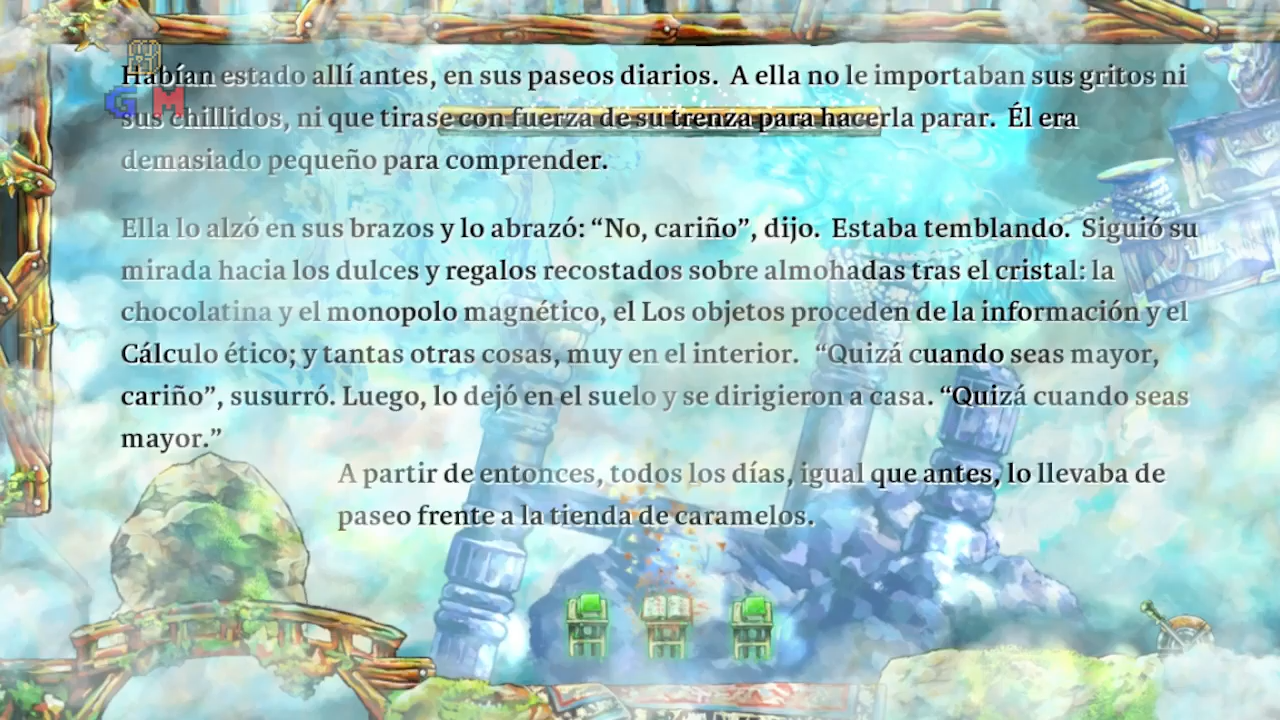 Habían estado allí antes, en sus paseos diarios. A ella no le importaban sus gritos ni
sus chillidos, ni que tirase con fuerza de su trenza para hacerla parar. Él era
demasiado pequeño para comprender.
Ella lo alzó en sus brazos y lo abrazó: “No, cariño”, dijo. Estaba temblando. Siguió su
mirada hacia los dulces y regalos recostados sobre almohadas tras el cristal: la
chocolatina y el monopolo magnético, el Los objetos proceden de la información y el
Cálculo ético; y tantas otras cosas, muy en el interior. “Quizá cuando seas mayor,
cariño”, susurró. Luego, lo dejó en el suelo y se dirigieron a casa. “Quizá cuando seas
mayor.”
A partir de entonces, todos los días, igual que antes, lo llevaba de
paseo frente a la tienda de caramelos.
GM